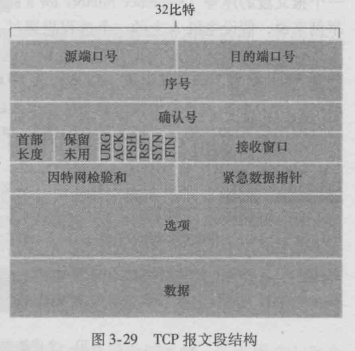 32比特
源端口号 目的端口号
序号
确认号
首部长度 保留未用 URG ACK PSH RST SYN FIN 接收窗口
因特网检验和 紧急数据指针
选项
数据
图 3-29 TCP 报文段结构